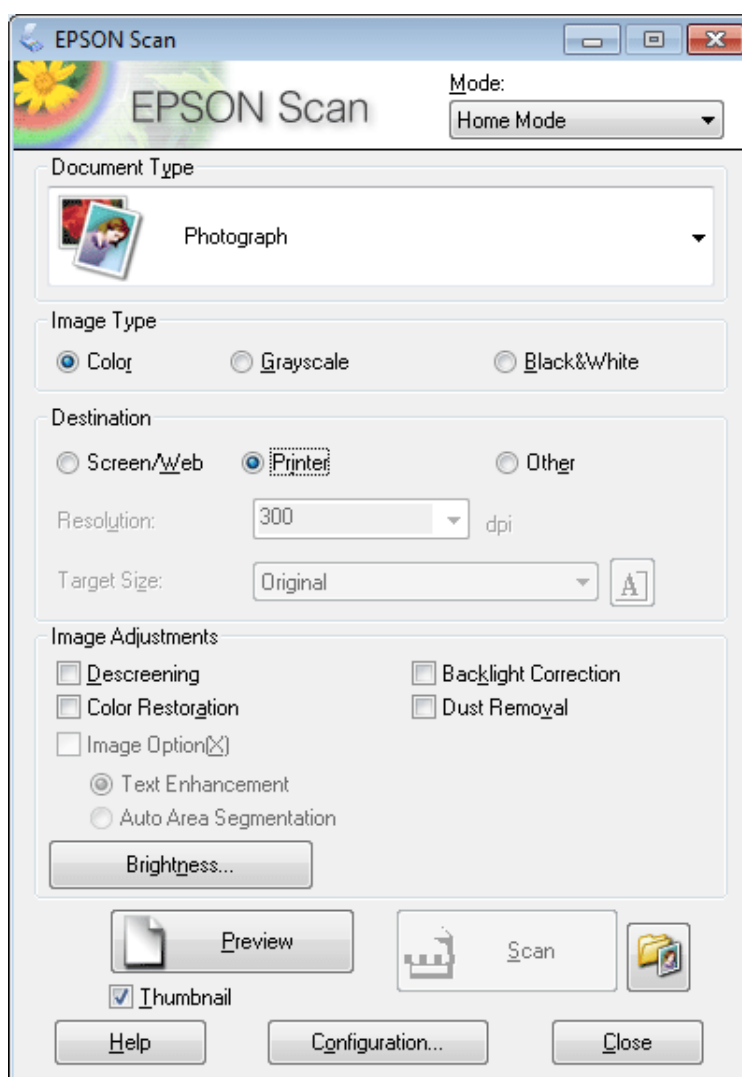 EPSON Scan
EPSON Scan
Mode:
Home Mode
Document Type
Photograph
Image Type
Color Grayscale Black&White
Destination
Screen/Web Printer Other
Resolution: 300 dpi
Target Size: Original A
Image Adjustments
Descreening Backlight Correction
Color Restoration Dust Removal
Image Option(X)
Text Enhancement
Auto Area Segmentation
Brightness...
Preview Scan
Thumbnail
Help Configuration... Close